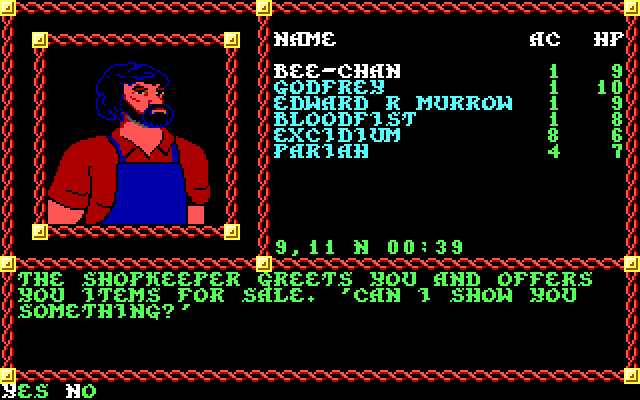 NAME AC HP
BEE-CHAN 1 9
GODFREY 1 10
EDWARD R MURROW 1 9
BLOODFIST 1 8
EXCIDIUM 8 6
PARIAH 4 7
9,11 N 00:39
THE SHOPKEEPER GREETS YOU AND OFFERS
YOU ITEMS FOR SALE. 'CAN I SHOW YOU
SOMETHING?'
YES NO